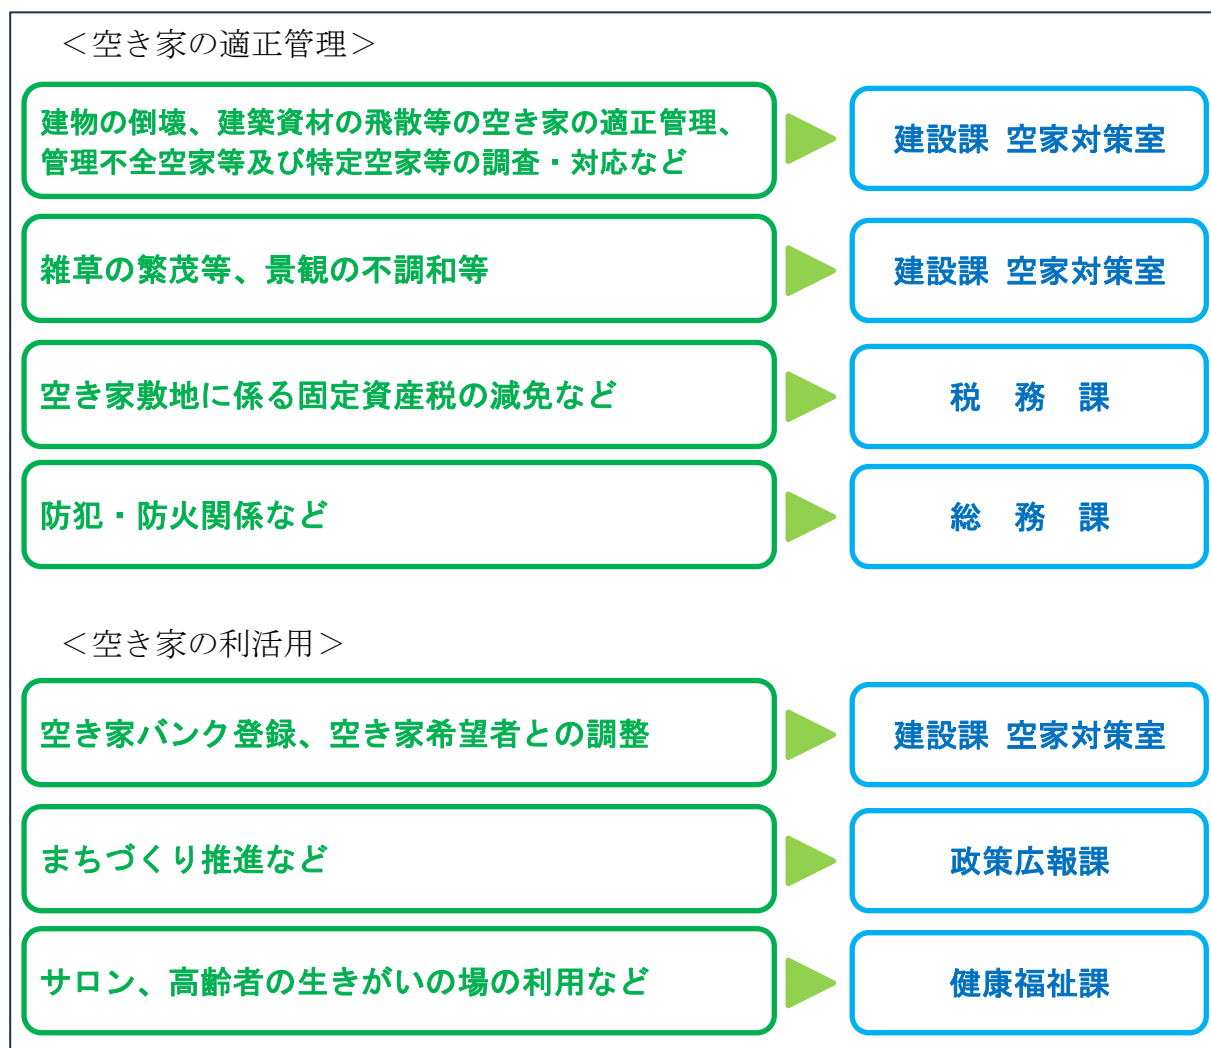 ＜空き家の適正管理＞
建物の倒壊、建築資材の飛散等の空き家の適正管理、
管理不全空家等及び特定空家等の調査・対応など
建設課 空家対策室
雑草の繁茂等、景観の不調和等
建設課 空家対策室
空き家敷地に係る固定資産税の減免など
税　務　課
防犯・防火関係など
総　務　課
＜空き家の利活用＞
空き家バンク登録、空き家希望者との調整
建設課 空家対策室
まちづくり推進など
政策広報課
サロン、高齢者の生きがいの場の利用など
健康福祉課